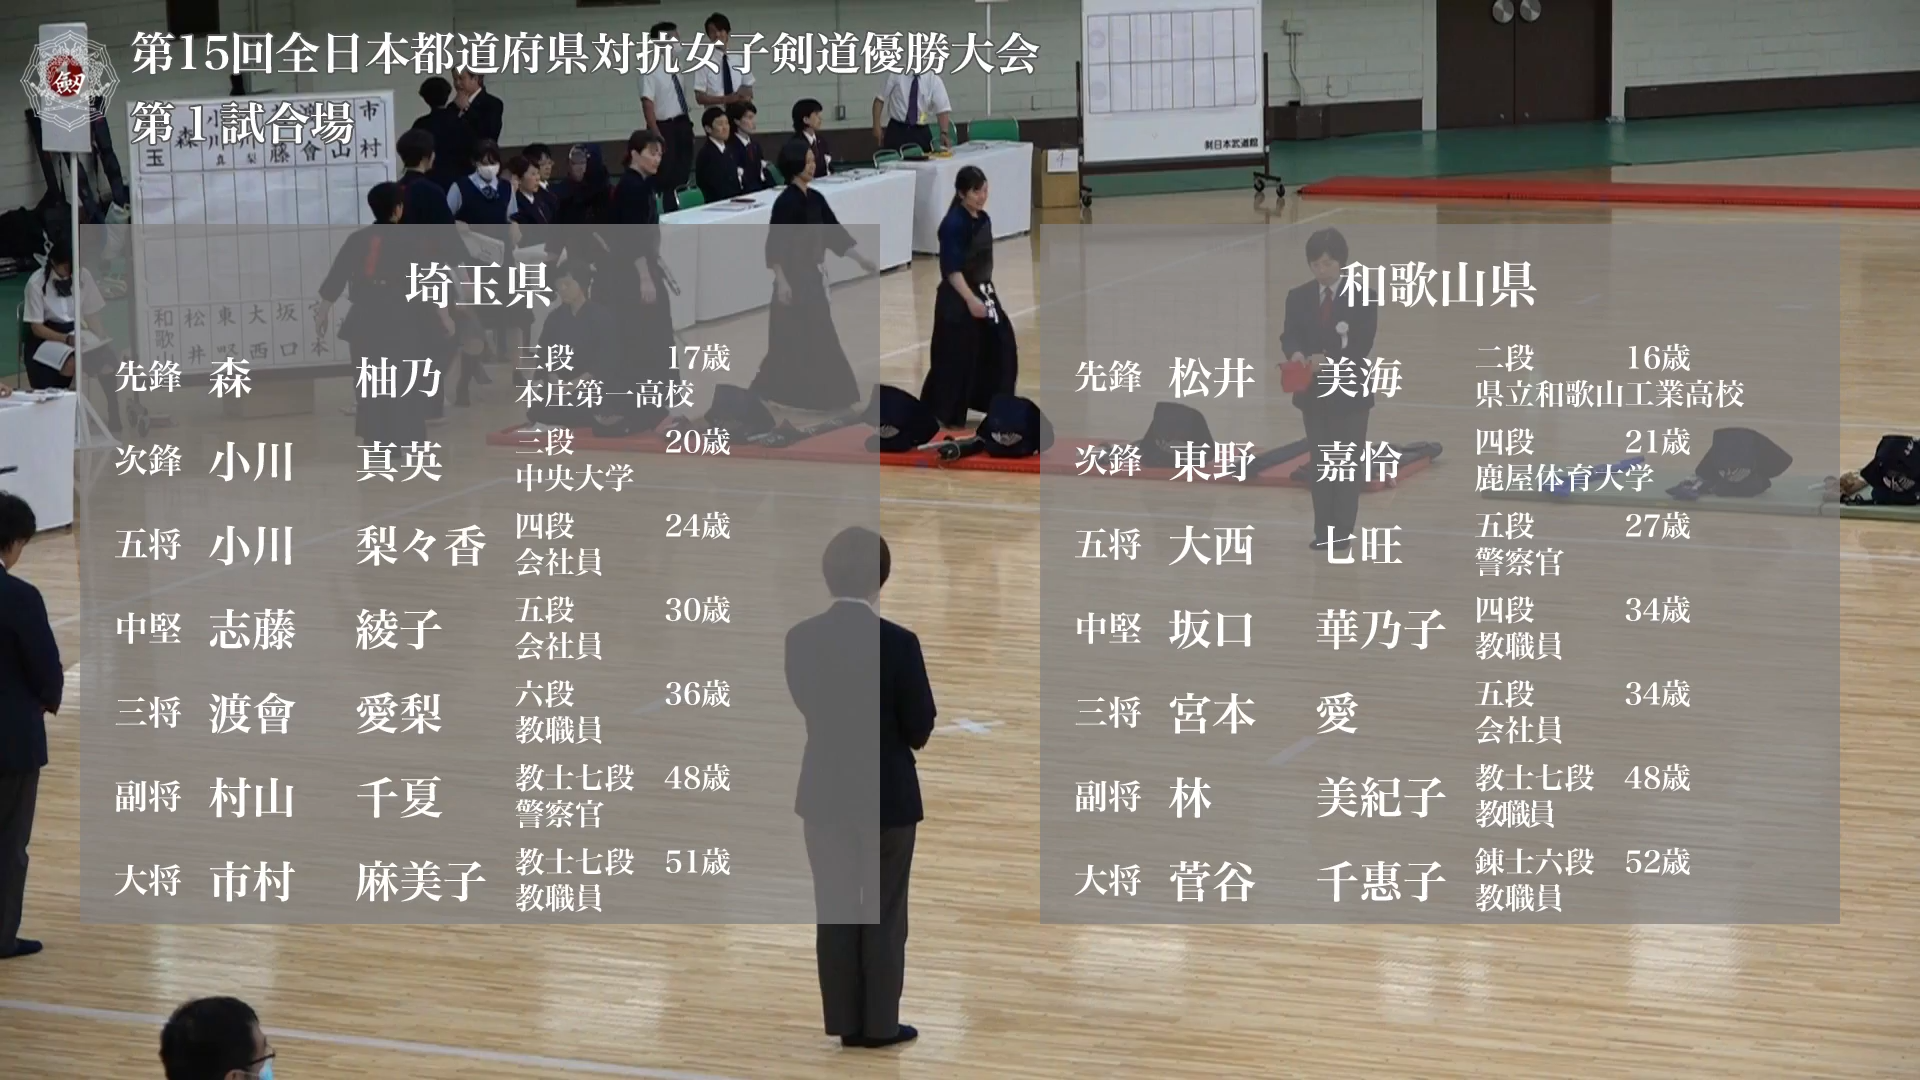 第15回全日本都道府県対抗女子剣道優勝大会
第1試合場
埼玉県
先鋒 森 柚乃 三段 17歳
本庄第一高校
次鋒 小川 真英 三段 20歳
中央大学
五将 小川 梨々香 四段 24歳
会社員
中堅 志藤 綾子 五段 30歳
会社員
三将 渡會 愛梨 六段 36歳
教職員
副将 村山 千夏 教士七段 48歳
警察官
大将 市村 麻美子 教士七段 51歳
教職員
和歌山県
先鋒 松井 美海 二段 16歳
県立和歌山工業高校
次鋒 東野 嘉怜 四段 21歳
鹿屋体育大学
五将 大西 七旺 五段 27歳
警察官
中堅 坂口 華乃子 四段 34歳
教職員
三将 宮本 愛 五段 34歳
会社員
副将 林 美紀子 教士七段 48歳
教職員
大将 菅谷 千惠子 錬士六段 52歳
教職員